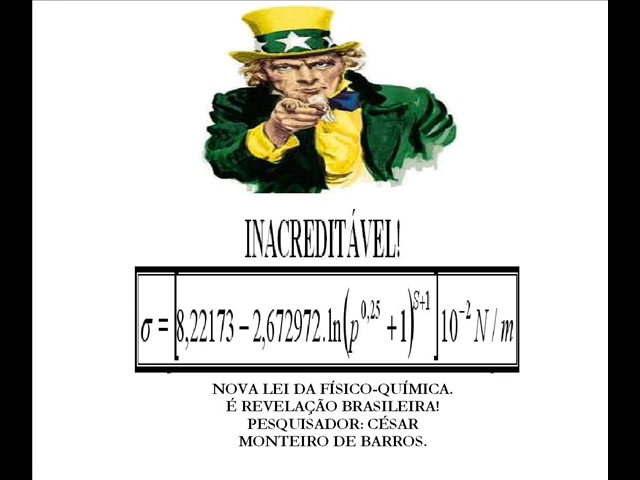 INACREDITÁVEL!
σ = [8,22173 – 2,672972.ln(p^0,25 + 1)^S+1] 10^–2 N / m
NOVA LEI DA FÍSICO-QUÍMICA.
É REVELAÇÃO BRASILEIRA!
PESQUISADOR: CÉSAR
MONTEIRO DE BARROS.